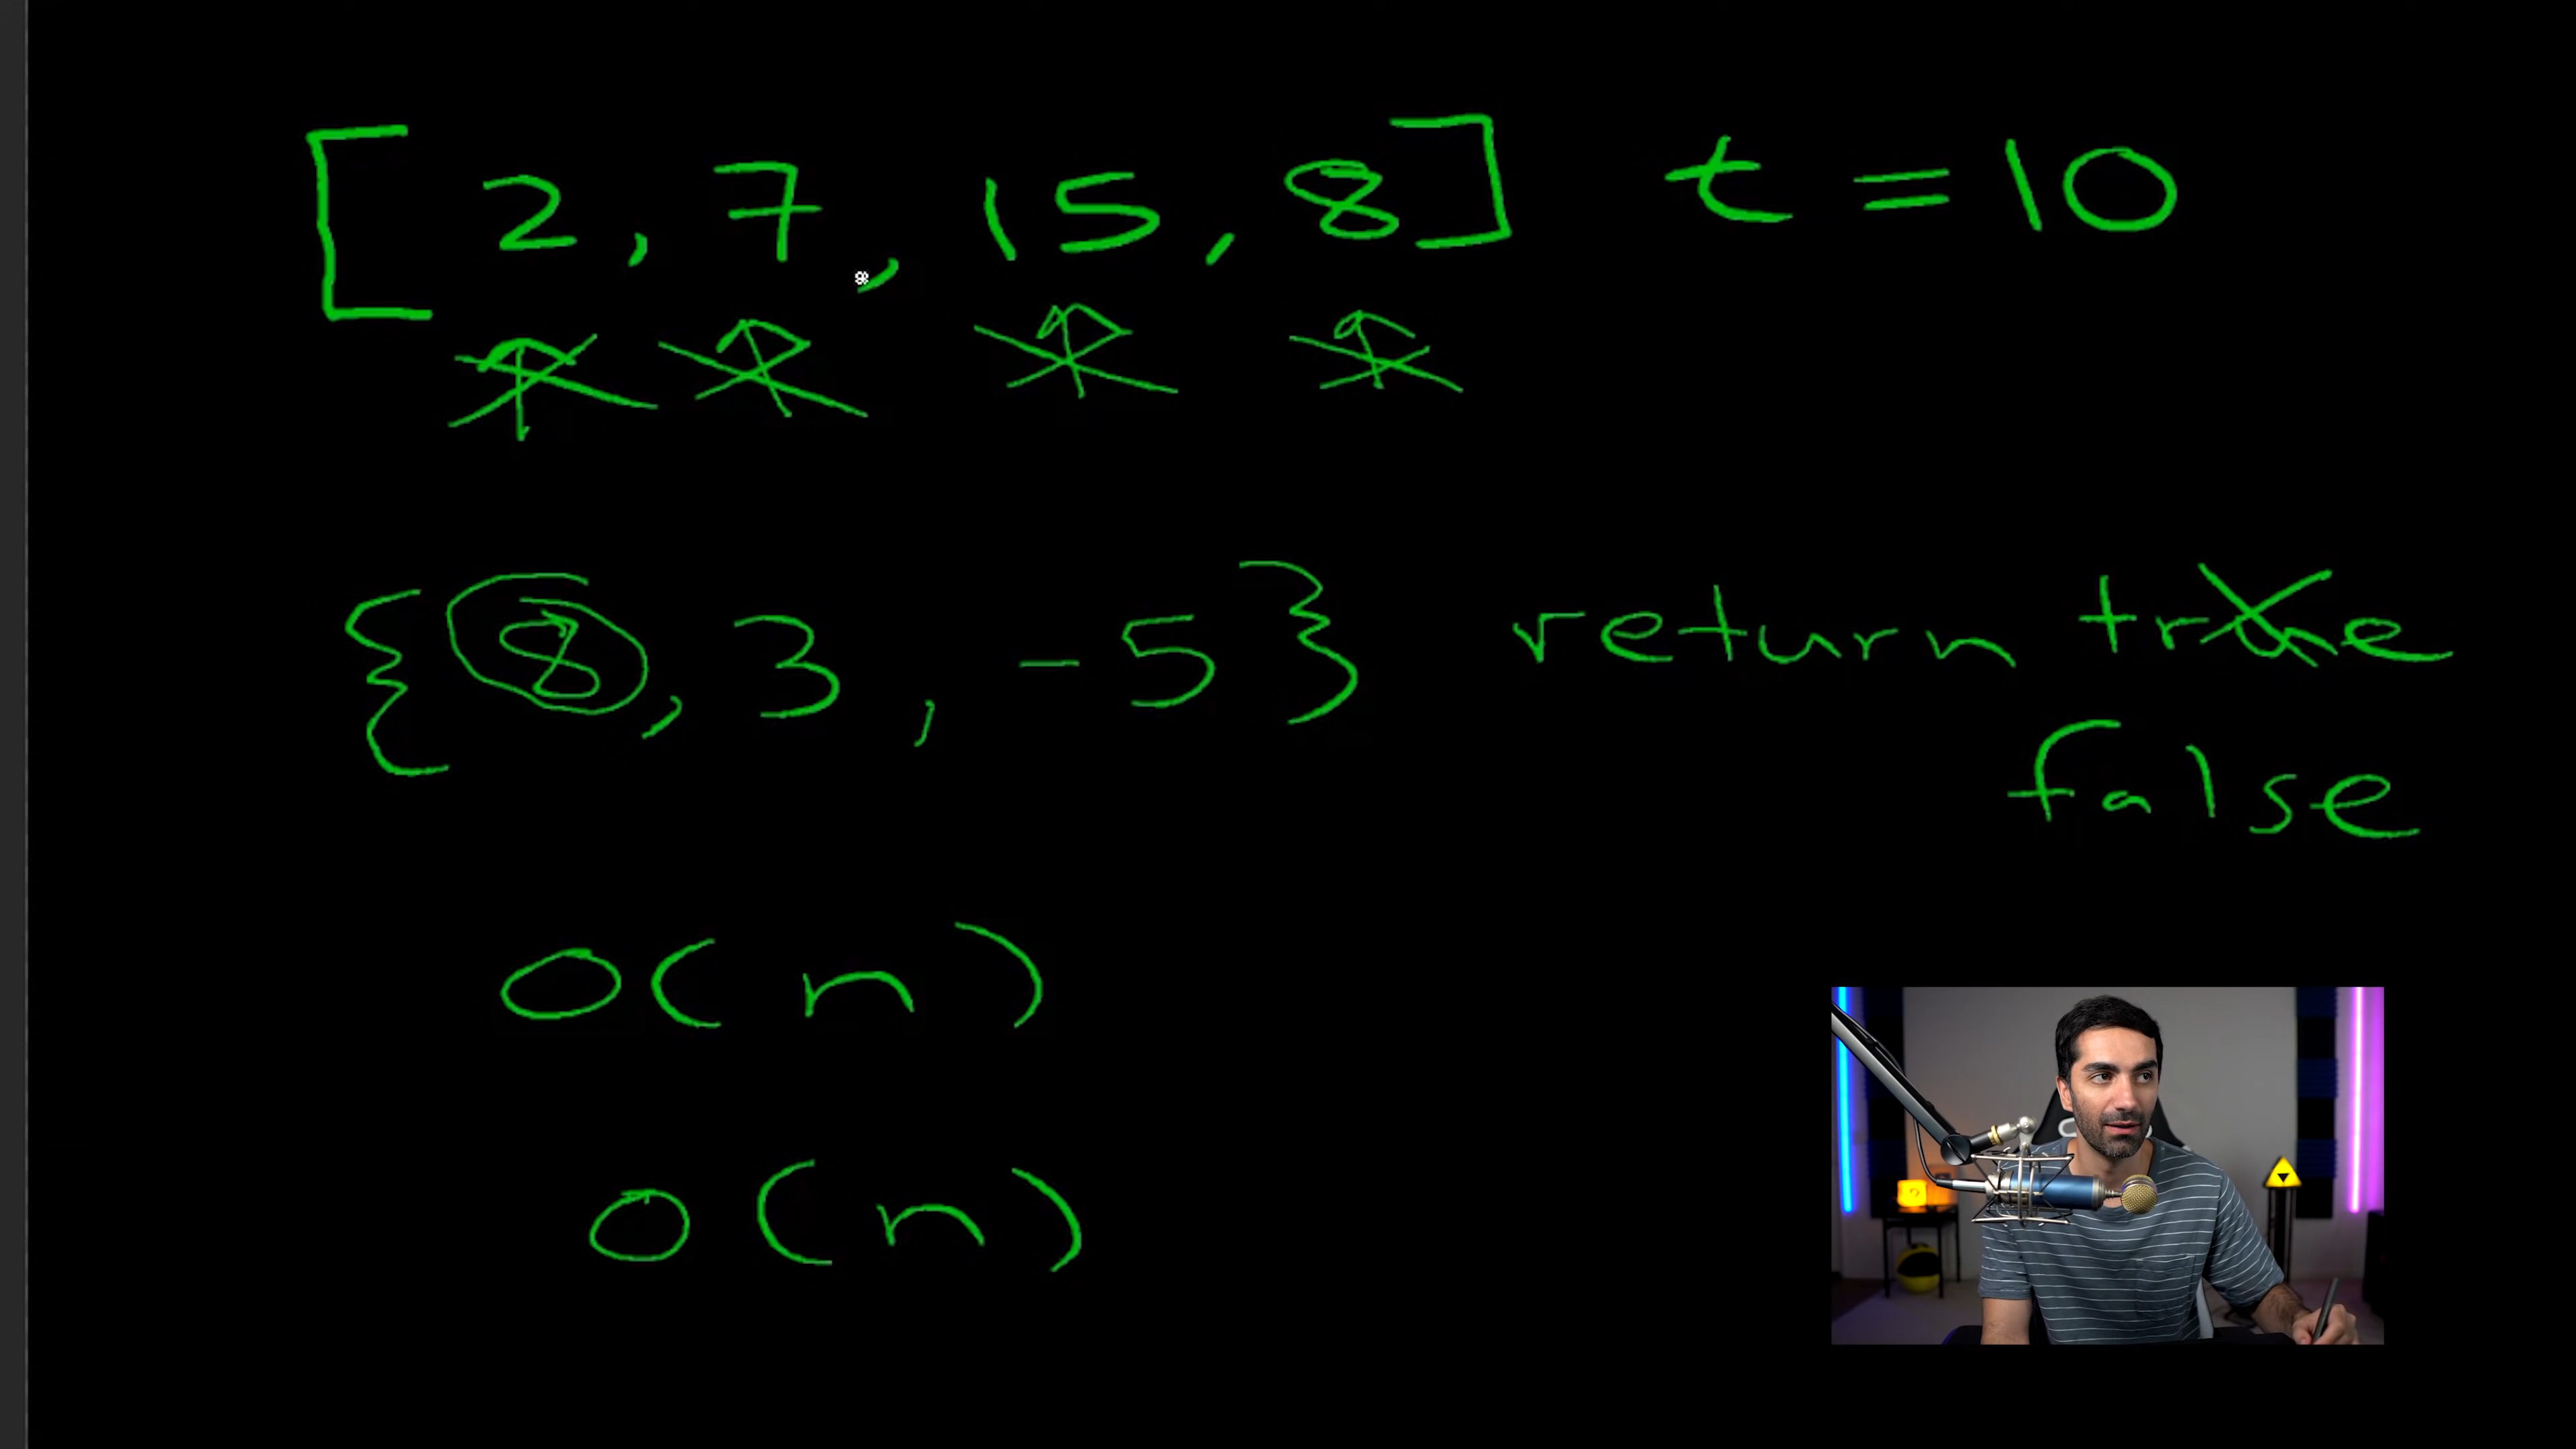 [2, 7, 15, 8] t = 10
{8, 3, -5} return true
false
O(n)
O(n)